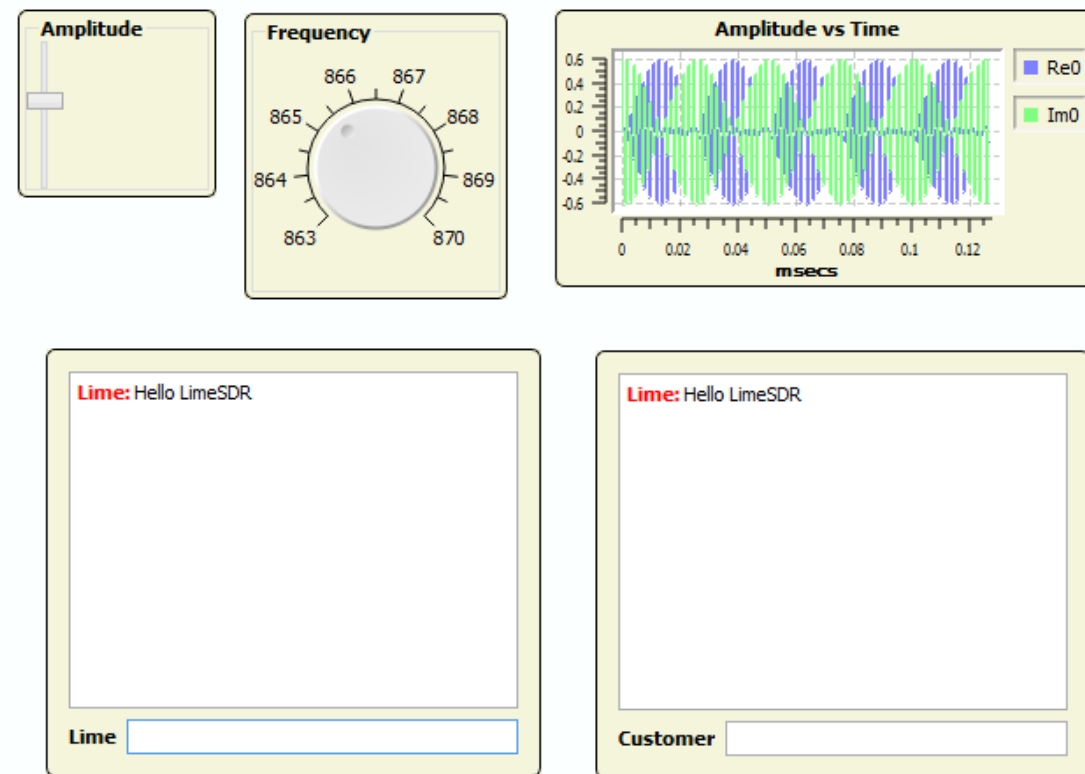 Amplitude
Frequency
866 867
865 868
864 869
863 870
Amplitude vs Time
0.6
0.4
0.2
0
-0.2
-0.4
-0.6
0 0.02 0.04 0.06 0.08 0.1 0.12
msecs
Re0
Im0
Lime: Hello LimeSDR
Lime
Lime: Hello LimeSDR
Customer